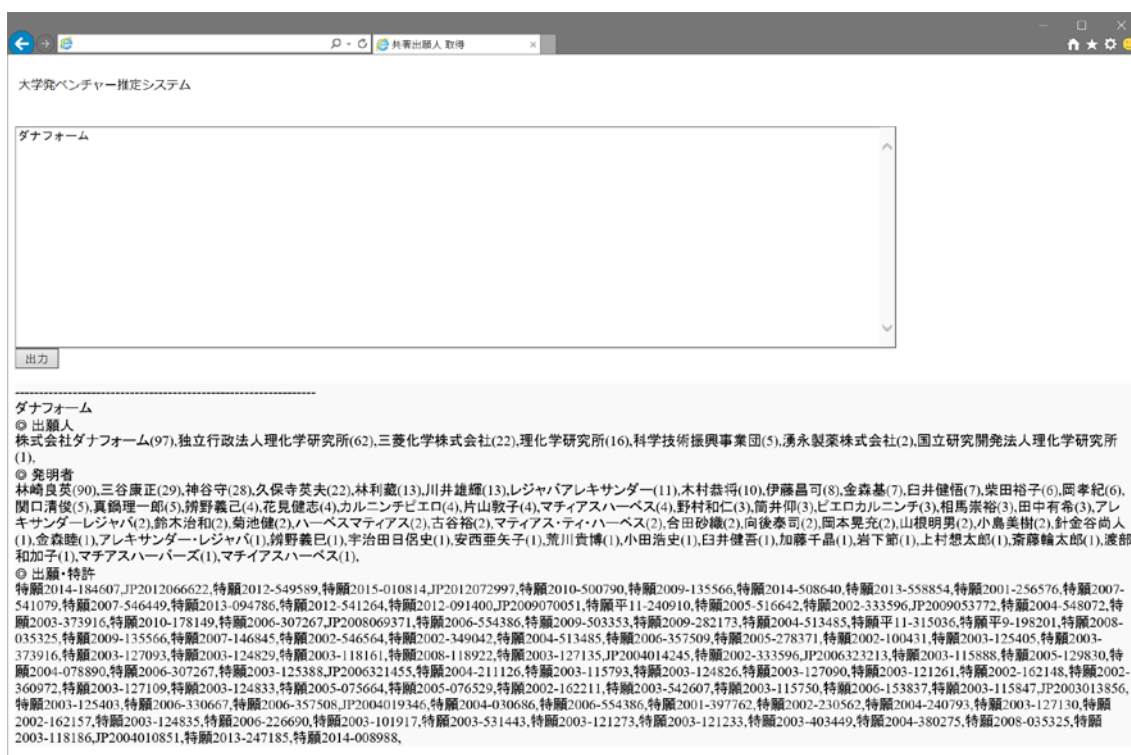 共著出願人 取得
大学発ベンチャー推定システム
ダナフォーム
出力
----------------------------------------------------------------
ダナフォーム
◎ 出願人
株式会社ダナフォーム(97),独立行政法人理化学研究所(62),三菱化学株式会社(22),理化学研究所(16),科学技術振興事業団(5),湧永製薬株式会社(2),国立研究開発法人理化学研究所
(1),
◎ 発明者
林崎良英(90),三谷康正(29),神谷守(28),久保寺英夫(22),林利藏(13),川井雄輝(13),レジャバアレキサンダー(11),木村恭将(10),伊藤昌可(8),金森基(7),臼井健悟(7),柴田裕子(6),岡孝紀(6),
関口清俊(5),真鍋理一郎(5),辨野義己(4),花見健志(4),カルニンチピエロ(4),片山敦子(4),マティアスハーベス(4),野村和仁(3),筒井仰(3),ピエロカルニンチ(3),相馬崇裕(3),田中有希(3),アレ
キサンダーレジャバ(2),鈴木治和(2),菊池健(2),ハーベスマティアス(2),古谷裕(2),マティアス・ティ・ハーベス(2),合田砂織(2),向後泰司(2),岡本晃充(2),山根明男(2),小島美樹(2),針金谷尚人
(1),金森睦(1),アレキサンダー・レジャバ(1),辨野義巳(1),宇治田日侶史(1),安西亜矢子(1),荒川貴博(1),小田浩史(1),臼井健吾(1),加藤千晶(1),岩下節(1),上村想太郎(1),斎藤輪太郎(1),渡部
和加子(1),マチアスハーバーズ(1),マチイアスハーベス(1),
◎ 出願・特許
特願2014-184607,JP2012066622,特願2012-549589,特願2015-010814,JP2012072997,特願2010-500790,特願2009-135566,特願2014-508640,特願2013-558854,特願2001-256576,特願2007-
541079,特願2007-546449,特願2013-094786,特願2012-541264,特願2012-091400,JP2009070051,特願平11-240910,特願2005-516642,特願2002-333596,JP2009053772,特願2004-548072,特
願2003-373916,特願2010-178149,特願2006-307267,JP2008069371,特願2006-554386,特願2009-503353,特願2009-282173,特願2004-513485,特願平11-315036,特願平9-198201,特願2008-
035325,特願2009-135566,特願2007-146845,特願2002-546564,特願2002-349042,特願2004-513485,特願2006-357509,特願2005-278371,特願2002-100431,特願2003-125405,特願2003-
373916,特願2003-127093,特願2003-124829,特願2003-118161,特願2008-118922,特願2003-127135,JP2004014245,特願2002-333596,JP2006323213,特願2003-115888,特願2005-129830,特
願2004-078890,特願2006-307267,特願2003-125388,JP2006321455,特願2004-211126,特願2003-115793,特願2003-124826,特願2003-127090,特願2003-121261,特願2002-162148,特願2002-
360972,特願2003-127109,特願2003-124833,特願2005-075664,特願2005-076529,特願2002-162211,特願2003-542607,特願2003-115750,特願2006-153837,特願2003-115847,JP2003013856,
特願2003-125403,特願2006-330667,特願2006-357508,JP2004019346,特願2004-030686,特願2006-554386,特願2001-397762,特願2002-230562,特願2004-240793,特願2003-127130,特願
2002-162157,特願2003-124835,特願2006-226690,特願2003-101917,特願2003-531443,特願2003-121273,特願2003-121233,特願2003-403449,特願2004-380275,特願2008-035325,特願
2003-118186,JP2004010851,特願2013-247185,特願2014-008988,